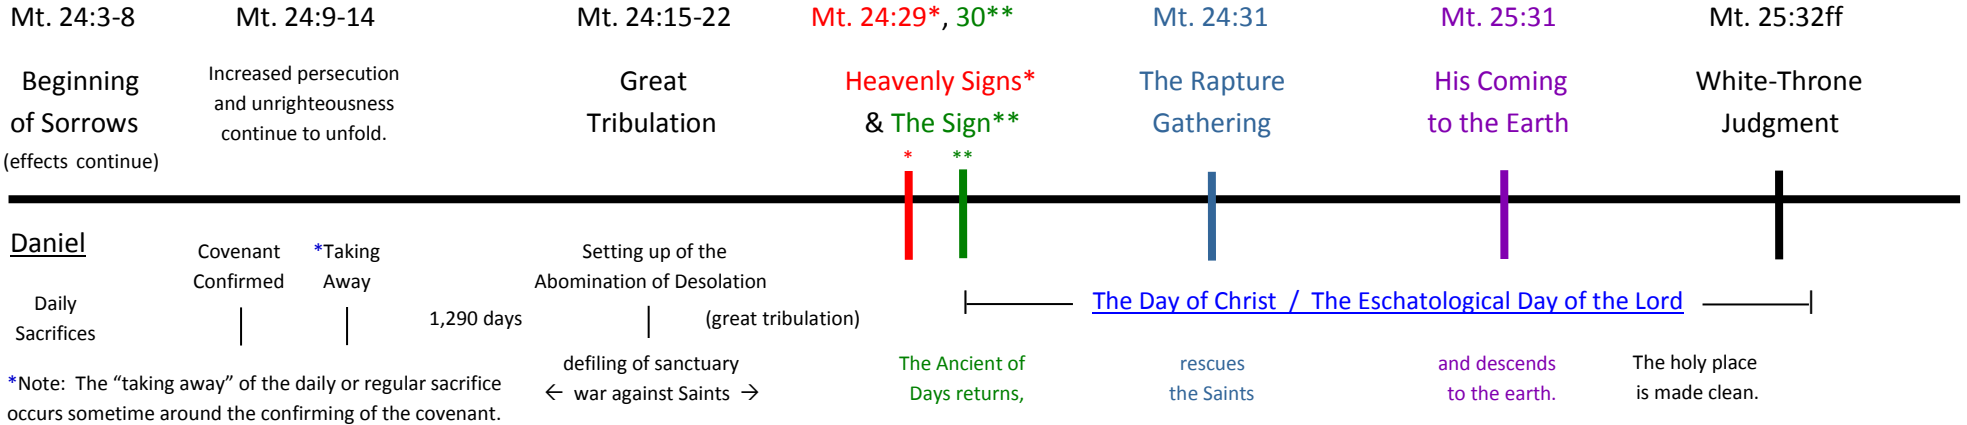 Mt. 24:3-8 Mt. 24:9-14 Mt. 24:15-22 Mt. 24:29*, 30** Mt. 24:31 Mt. 25:31 Mt. 25:32ff
Beginning
of Sorrows
(effects continue)
Increased persecution
and unrighteousness
continue to unfold.
Great
Tribulation
Heavenly Signs*
& The Sign**
* **
The Rapture
Gathering
His Coming
to the Earth
White-Throne
Judgment
Daniel
Daily
Sacrifices
Covenant
Confirmed
*Taking
Away
1,290 days
Setting up of the
Abomination of Desolation
(great tribulation)
The Day of Christ / The Eschatological Day of the Lord
*Note: The “taking away” of the daily or regular sacrifice
occurs sometime around the confirming of the covenant.
defiling of sanctuary
← war against Saints →
The Ancient of
Days returns,
rescues
the Saints
and descends
to the earth.
The holy place
is made clean.